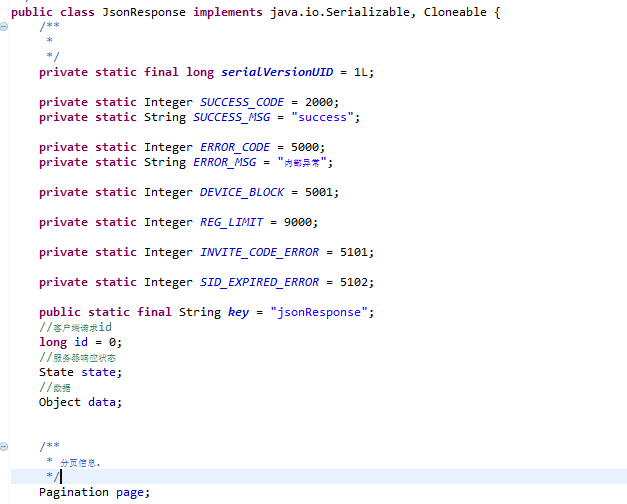 public class JsonResponse implements java.io.Serializable, Cloneable {
/**
*
*/
private static final long serialVersionUID = 1L;
private static Integer SUCCESS_CODE = 2000;
private static String SUCCESS_MSG = "success";
private static Integer ERROR_CODE = 5000;
private static String ERROR_MSG = "内部异常";
private static Integer DEVICE_BLOCK = 5001;
private static Integer REG_LIMIT = 9000;
private static Integer INVITE_CODE_ERROR = 5101;
private static Integer SID_EXPIRED_ERROR = 5102;
public static final String key = "jsonResponse";
//客户端请求id
long id = 0;
//服务器响应状态
State state;
//数据
Object data;
/**
* 分页信息.
*/
Pagination page;